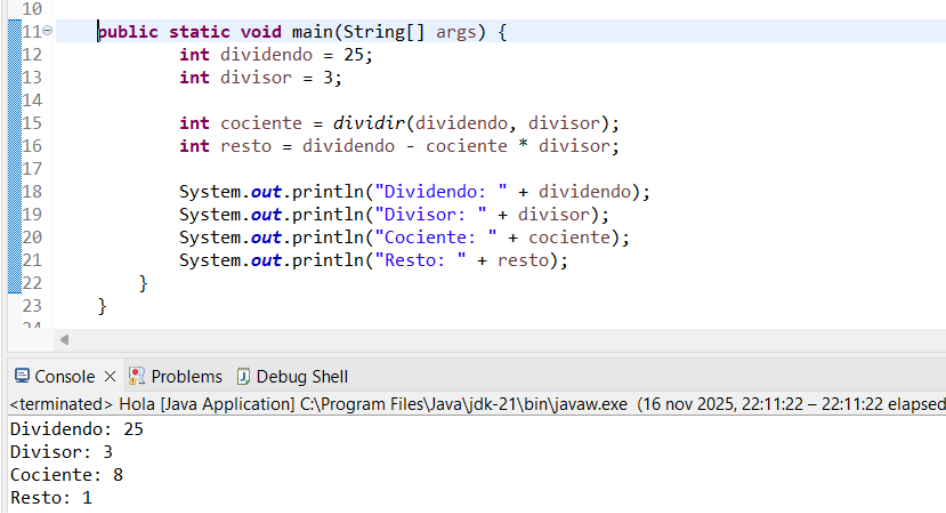 10
11 public static void main(String[] args) {
12 int dividendo = 25;
13 int divisor = 3;
14
15 int cociente = dividir(dividendo, divisor);
16 int resto = dividendo - cociente * divisor;
17
18 System.out.println("Dividendo: " + dividendo);
19 System.out.println("Divisor: " + divisor);
20 System.out.println("Cociente: " + cociente);
21 System.out.println("Resto: " + resto);
22 }
23 }
24
Console Problems Debug Shell
<terminated> Hola [Java Application] C:\Program Files\Java\jdk-21\bin\javaw.exe (16 nov 2025, 22:11:22 – 22:11:22 elapsed
Dividendo: 25
Divisor: 3
Cociente: 8
Resto: 1